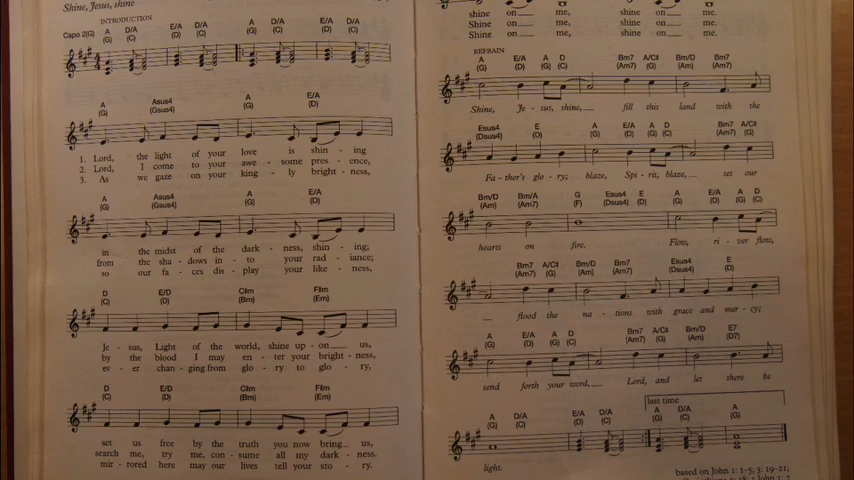 Shine, Jesus, shine
INTRODUCTION
Capo 2(G) A D/A E/A D/A A D/A E/A D/A
(G) (C) (D) (C) (G) (C) (D) (C)
A Asus4 A E/A
(G) (Gsus4) (G) (D)
1. Lord, the light of your love is shin - ing
2. Lord, I come to your awe - some pres - ence,
3. As we gaze on your king - ly bright - ness,
A Asus4 A E/A
(G) (Gsus4) (G) (D)
in the midst of the dark - ness, shin - ing;
from the sha - dows in - to your rad - iance;
so our fa - ces dis - play your like - ness,
D E/D C#m F#m
(C) (D) (Bm) (Em)
Je - sus, Light of the world, shine up - on us,
by the blood I may en - ter your bright - ness,
ev - er chan - ging from glo - ry to glo - ry,
D E/D C#m F#m
(C) (D) (Bm) (Em)
set us free by the truth you now bring us,
search me, try me, con - sume all my dark - ness.
mir - rored here may our lives tell your sto - ry.
shine on me, shine on me.
Shine on me, shine on me.
Shine on me, shine on me.
REFRAIN
A E/A A D Bm7 A/C# Bm/D Bm7
(G) (D) (G) (C) (Am7) (G) (Am) (Am7)
Shine, Je - sus, shine, fill this land with the
Esus4 E A E/A A D Bm7 A/C#
(Dsus4) (D) (G) (D) (G) (C) (Am7) (G)
Fa - ther's glo - ry; blaze, Spi - rit, blaze, set our
Bm/D Bm/A G Esus4 E A E/A A D
(Am) (Am7) (F) (Dsus4) (D) (G) (D) (G) (C)
hearts on fire. Flow, ri - ver flow,
Bm7 A/C# Bm/D Bm7 Esus4 E
(Am7) (G) (Am) (Am7) (Dsus4) (D)
flood the na - tions with grace and mer - cy;
A E/A A D Bm7 A/C# Bm/D E7
(G) (D) (G) (C) (Am7) (G) (Am) (D7)
send forth your word, Lord, and let there be
last time
A D/A E/A D/A A D/A A
(G) (C) (D) (C) (G) (C) (G)
light.
based on John 1: 1-5; 3: 19-21;